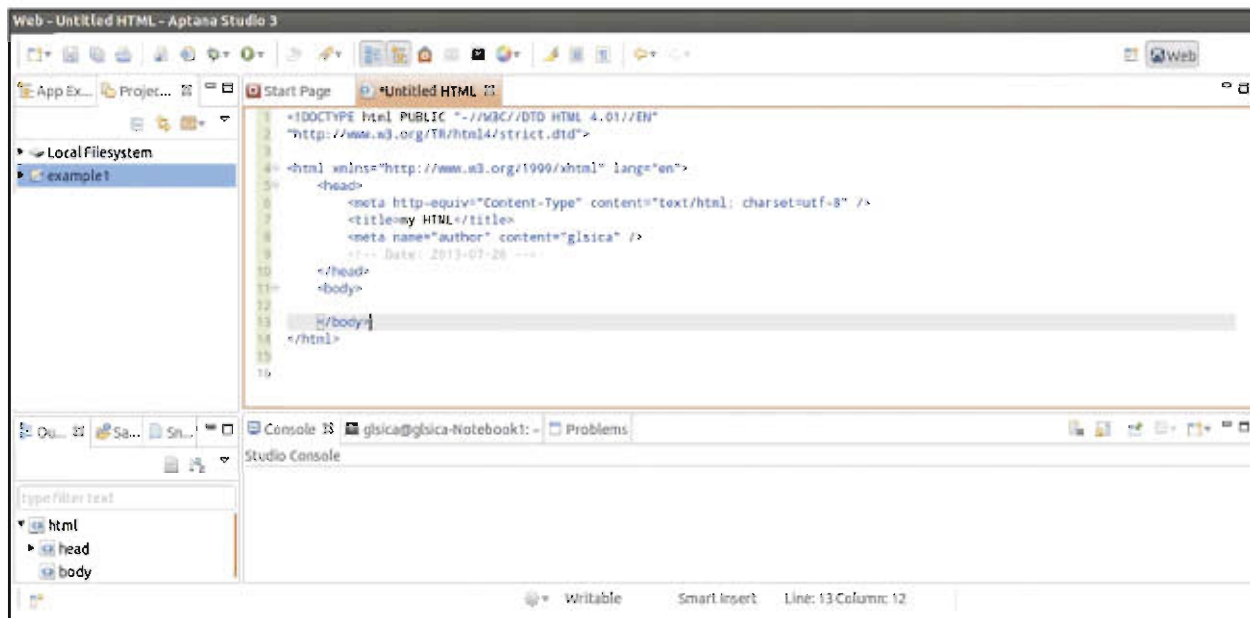 Web - Untitled HTML - Aptana Studio 3
Web
App Ex... Projec...
Start Page *Untitled HTML
Local Filesystem
example1
1 <!DOCTYPE html PUBLIC "-//W3C//DTD HTML 4.01//EN"
2 "http://www.w3.org/TR/html4/strict.dtd">
3
4 <html xmlns="http://www.w3.org/1999/xhtml" lang="en">
5 <head>
6 <meta http-equiv="Content-Type" content="text/html; charset=utf-8" />
7 <title>my HTML</title>
8 <meta name="author" content="glsica" />
9 <!-- Date: 2013-07-28 -->
10 </head>
11 <body>
12
13 </body>
14 </html>
15
16
Ou... Sa... Sn...
Console glsica@glsica-Notebook1: ~ Problems
Studio Console
type filter text
html
head
body
Writable Smart Insert Line: 13 Column: 12